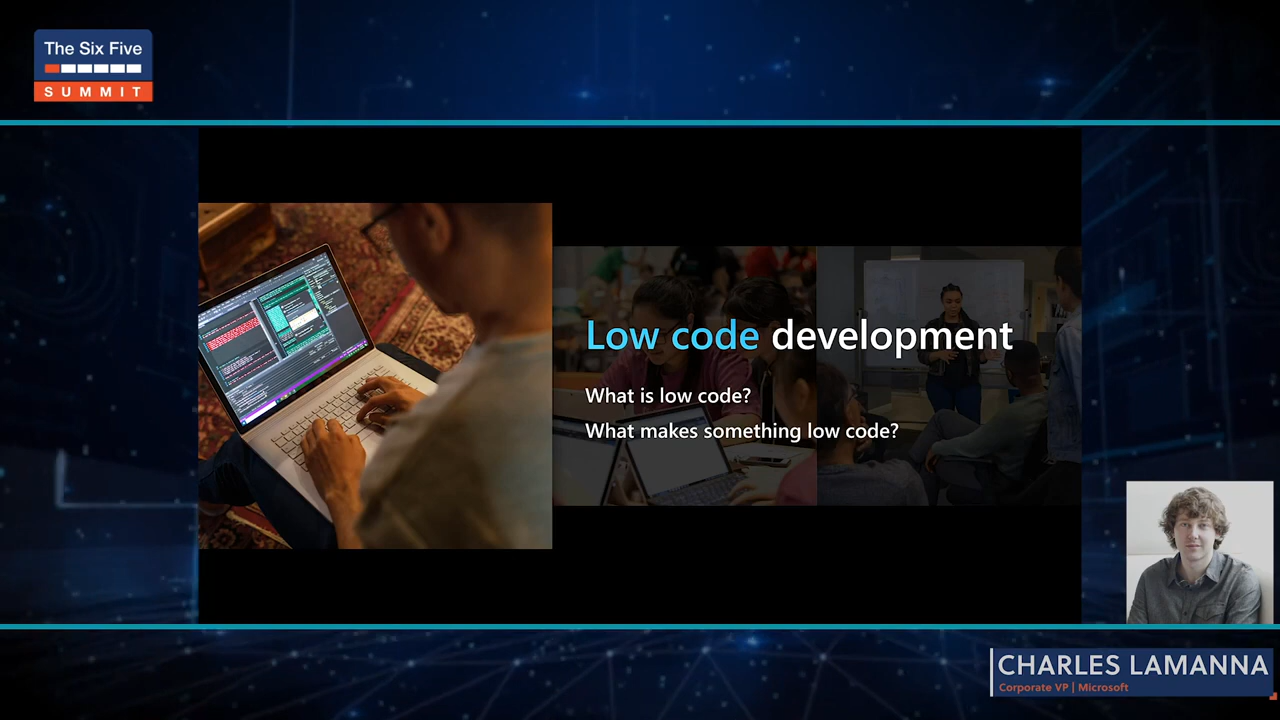 The Six Five
SUMMIT
Low code development
What is low code?
What makes something low code?
CHARLES LAMANNA
Corporate VP | Microsoft